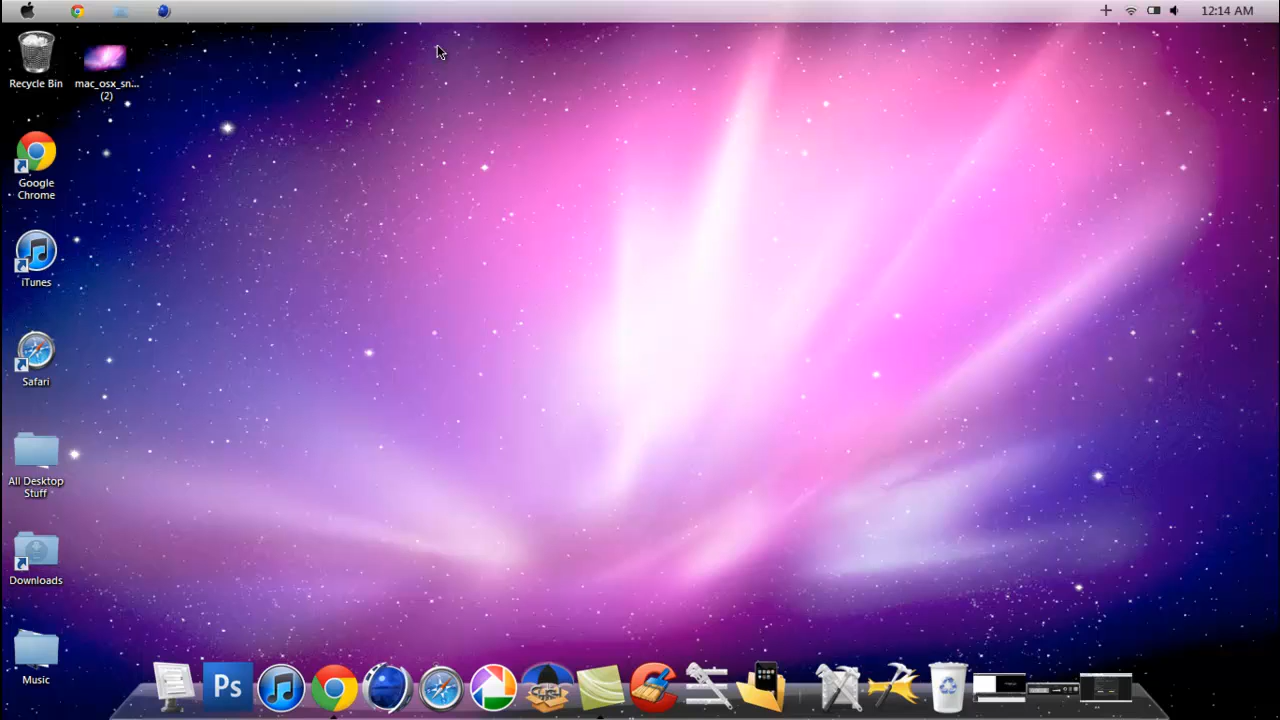 12:14 AM
Recycle Bin
mac_osx_sn...
(2)
Google
Chrome
iTunes
Safari
All Desktop
Stuff
Downloads
Music
Ps